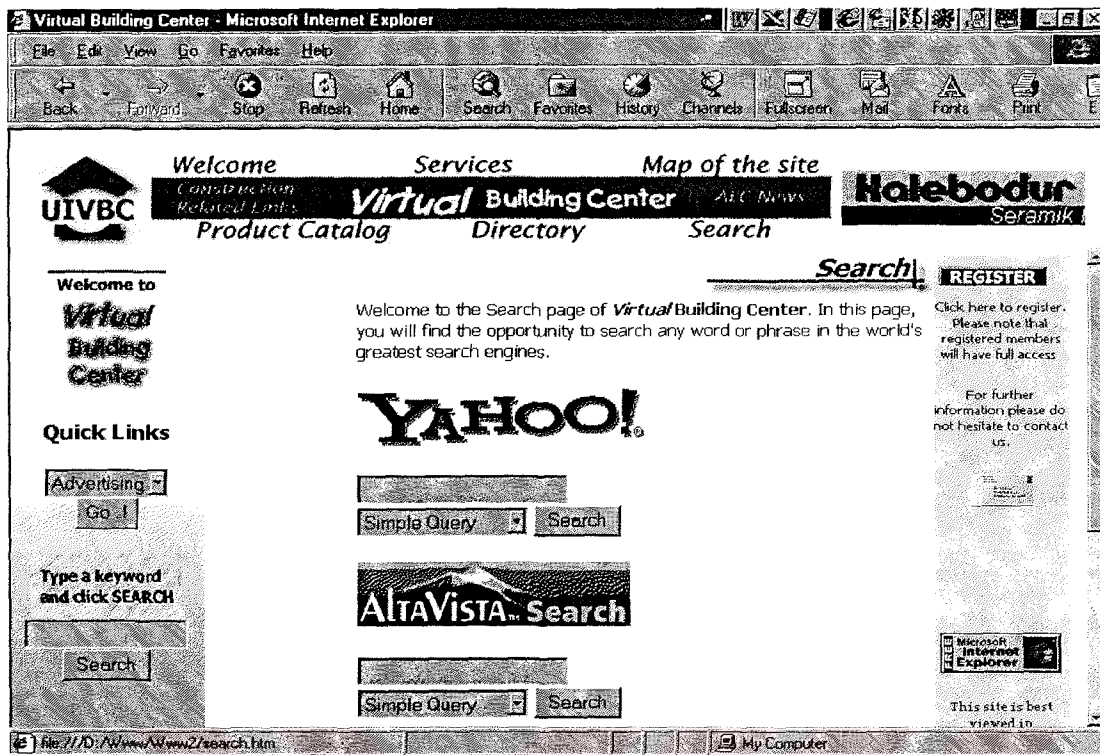 Virtual Building Center - Microsoft Internet Explorer
File Edit View Go Favorites Help
Back Forward Stop Refresh Home Search Favorites History Channels Fullscreen Mail Fonts Print E
Welcome Services Map of the site
Construction
Related Links
Virtual Building Center
AEC News
Product Catalog Directory Search
UIVBC
Kalebodur
Seramik
Welcome to
Virtual
Building
Center
Quick Links
Advertising
Go ..!
Type a keyword
and click SEARCH
Search
Search
Welcome to the Search page of Virtual Building Center. In this page,
you will find the opportunity to search any word or phrase in the world's
greatest search engines.
YAHOO!
Simple Query Search
ALTAVISTA Search
Simple Query Search
REGISTER
Click here to register.
Please note that
registered members
will have full access
For further
information please do
not hesitate to contact
us.
FREE
Microsoft
Internet
Explorer
This site is best
viewed in
file:///D:/Www/Www2/search.htm My Computer